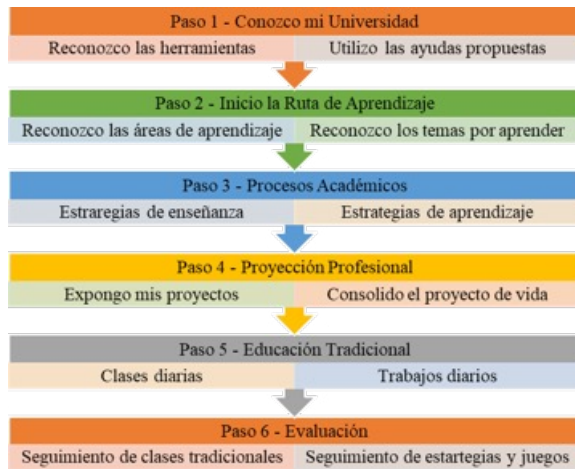 Paso 1 - Conozco mi Universidad
Reconozco las herramientas
Utilizo las ayudas propuestas
Paso 2 - Inicio la Ruta de Aprendizaje
Reconozco las áreas de aprendizaje
Reconozco los temas por aprender
Paso 3 - Procesos Académicos
Estraregias de enseñanza
Estrategias de aprendizaje
Paso 4 - Proyección Profesional
Expongo mis proyectos
Consolido el proyecto de vida
Paso 5 - Educación Tradicional
Clases diarias
Trabajos diarios
Paso 6 - Evaluación
Seguimiento de clases tradicionales
Seguimiento de estartegias y juegos